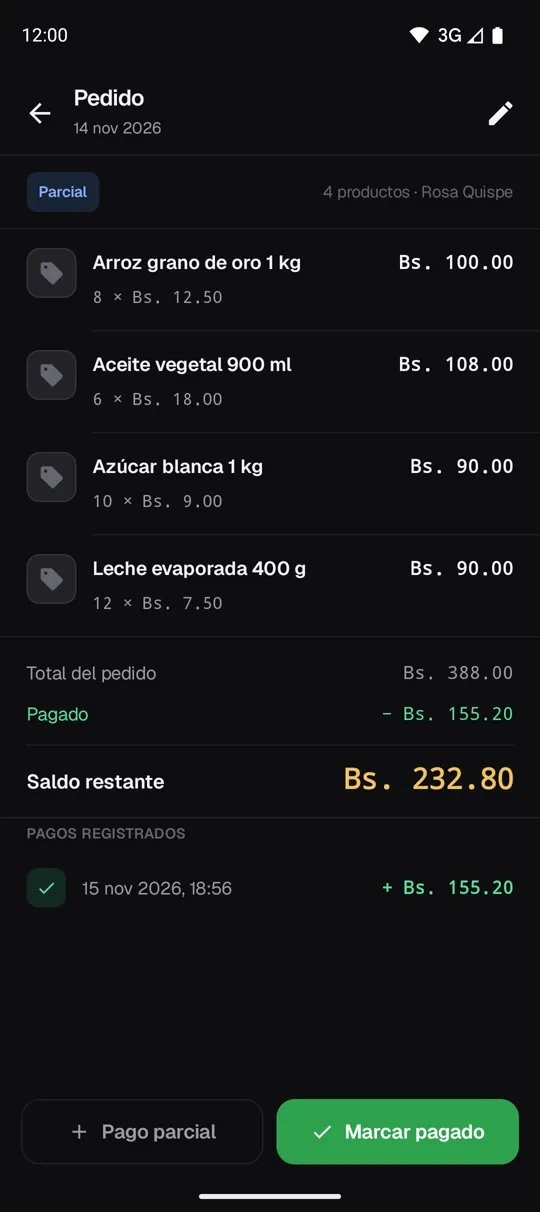 12:00
3G
Pedido
14 nov 2026
Parcial
4 productos · Rosa Quispe
Arroz grano de oro 1 kg
Bs. 100.00
8 × Bs. 12.50
Aceite vegetal 900 ml
Bs. 108.00
6 × Bs. 18.00
Azúcar blanca 1 kg
Bs. 90.00
10 × Bs. 9.00
Leche evaporada 400 g
Bs. 90.00
12 × Bs. 7.50
Total del pedido
Bs. 388.00
Pagado
− Bs. 155.20
Saldo restante
Bs. 232.80
PAGOS REGISTRADOS
15 nov 2026, 18:56
+ Bs. 155.20
+ Pago parcial
Marcar pagado